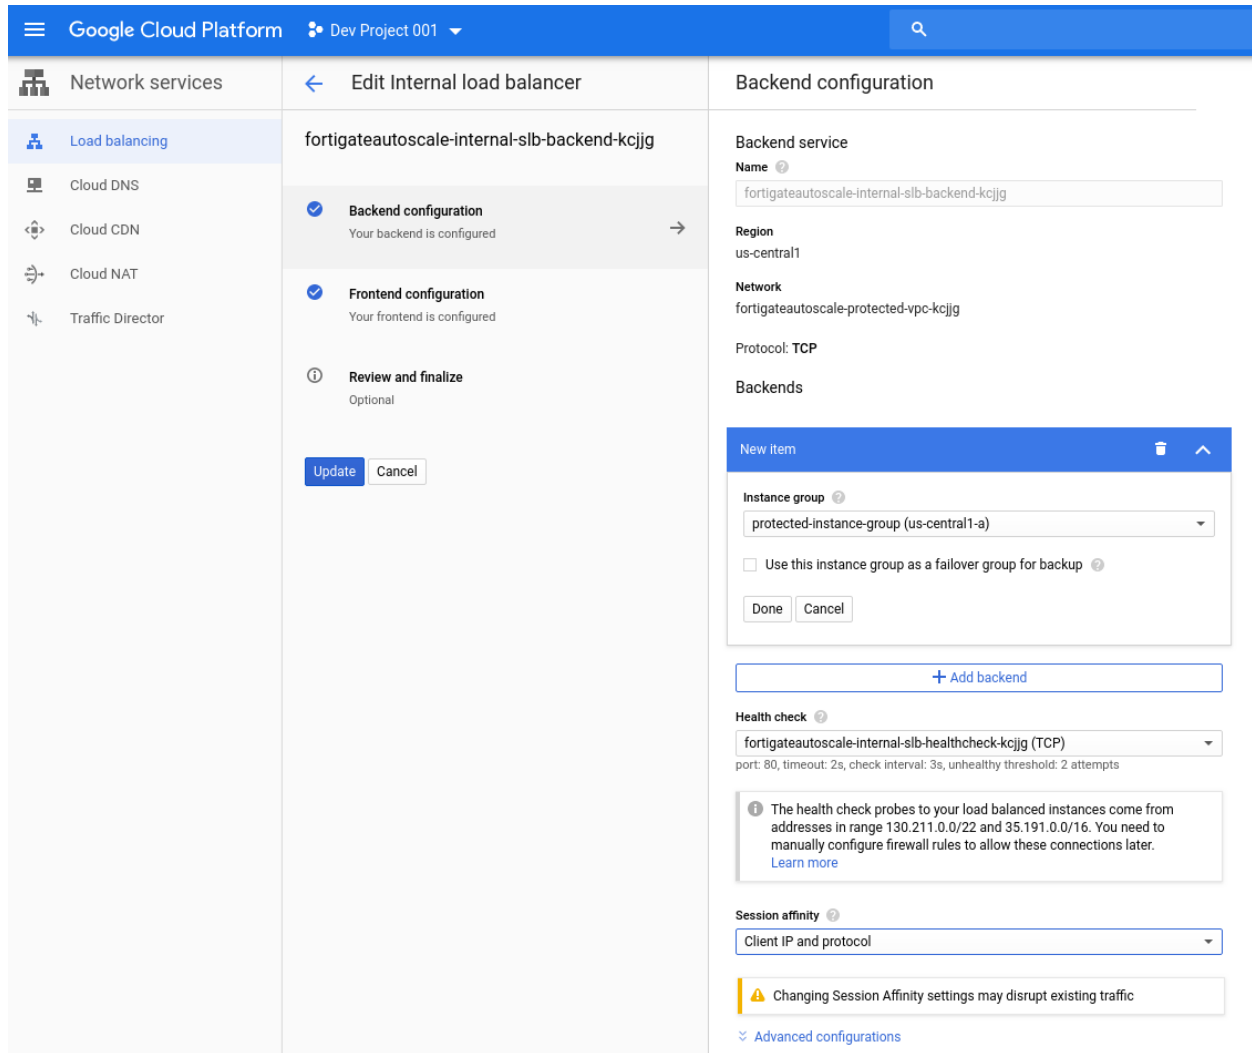 Google Cloud Platform
Dev Project 001
Network services
Load balancing
Cloud DNS
Cloud CDN
Cloud NAT
Traffic Director
Edit Internal load balancer
fortigateautoscale-internal-slb-backend-kcjjg
Backend configuration
Your backend is configured
Frontend configuration
Your frontend is configured
Review and finalize
Optional
Update
Cancel
Backend configuration
Backend service
Name
fortigateautoscale-internal-slb-backend-kcjjg
Region
us-central1
Network
fortigateautoscale-protected-vpc-kcjjg
Protocol: TCP
Backends
New item
Instance group
protected-instance-group (us-central1-a)
Use this instance group as a failover group for backup
Done
Cancel
Add backend
Health check
fortigateautoscale-internal-slb-healthcheck-kcjjg (TCP)
port: 80, timeout: 2s, check interval: 3s, unhealthy threshold: 2 attempts
The health check probes to your load balanced instances come from
addresses in range 130.211.0.0/22 and 35.191.0.0/16. You need to
manually configure firewall rules to allow these connections later.
Learn more
Session affinity
Client IP and protocol
Changing Session Affinity settings may disrupt existing traffic
Advanced configurations